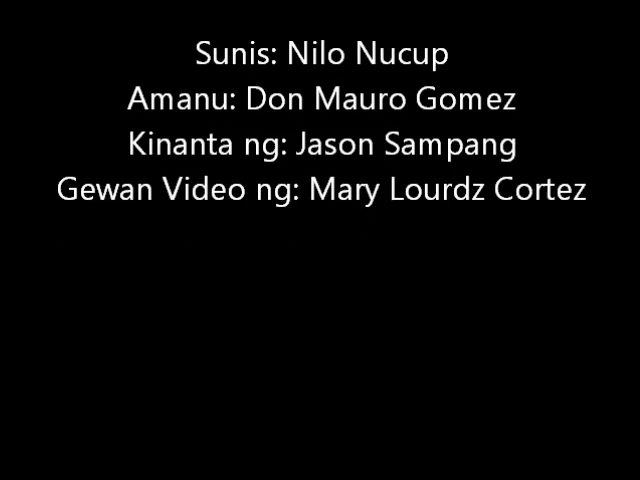 Sunis: Nilo Nucup
Amanu: Don Mauro Gomez
Kinanta ng: Jason Sampang
Gewan Video ng: Mary Lourdz Cortez